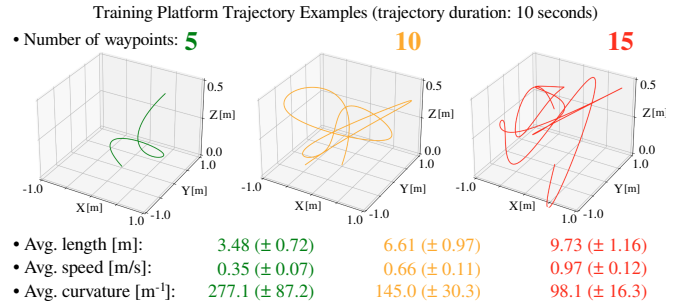 Training Platform Trajectory Examples (trajectory duration: 10 seconds)
• Number of waypoints: 5 10 15
0.5 0.5 0.5
Z[m] Z[m] Z[m]
0.0 0.0 0.0
1.0 1.0 1.0
-1.0 -1.0 -1.0
Y[m] Y[m] Y[m]
X[m] X[m] X[m]
1.0 -1.0 1.0 -1.0 1.0 -1.0
• Avg. length [m]: 3.48 (± 0.72) 6.61 (± 0.97) 9.73 (± 1.16)
• Avg. speed [m/s]: 0.35 (± 0.07) 0.66 (± 0.11) 0.97 (± 0.12)
• Avg. curvature [m⁻¹]: 277.1 (± 87.2) 145.0 (± 30.3) 98.1 (± 16.3)